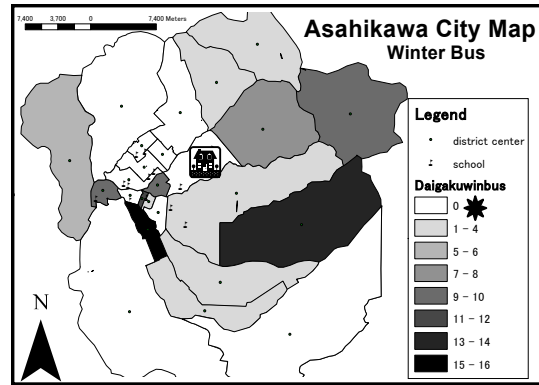 7,400 3,700 0 7,400 Meters
Asahikawa City Map
Winter Bus
Legend
district center
school
Daigakuwinbus
0
1 - 4
5 - 6
7 - 8
9 - 10
11 - 12
13 - 14
15 - 16
N